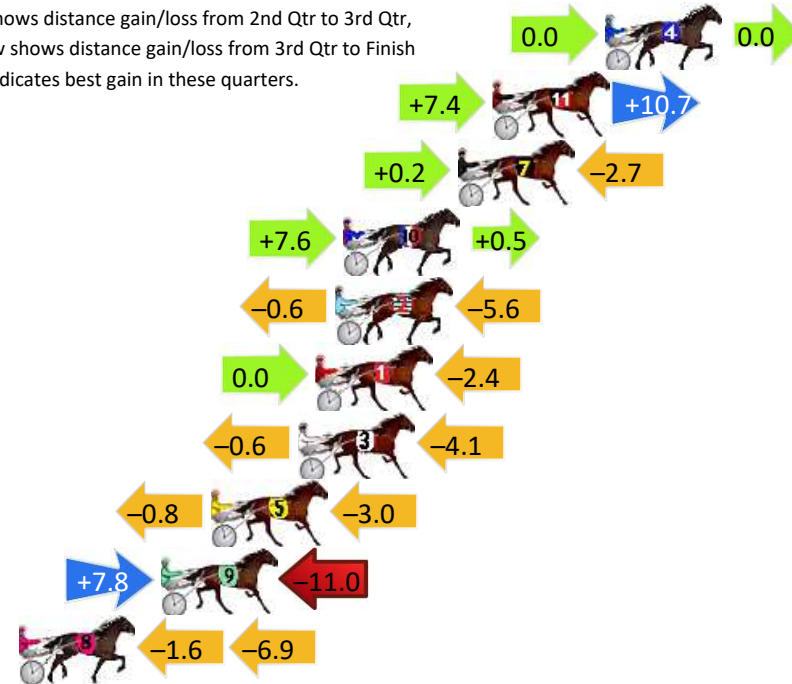 hows distance gain/loss from 2nd Qtr to 3rd Qtr,
w shows distance gain/loss from 3rd Qtr to Finish
dicates best gain in these quarters.
0.0 4 0.0
+7.4 11 +10.7
+0.2 7 –2.7
+7.6 10 +0.5
–0.6 2 –5.6
0.0 1 –2.4
–0.6 3 –4.1
–0.8 5 –3.0
+7.8 9 –11.0
8 –1.6 –6.9